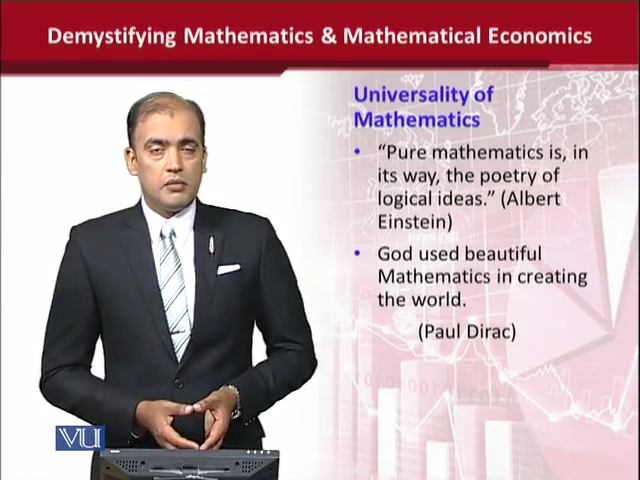 Demystifying Mathematics & Mathematical Economics
Universality of
Mathematics
• “Pure mathematics is, in
its way, the poetry of
logical ideas.” (Albert
Einstein)
• God used beautiful
Mathematics in creating
the world.
(Paul Dirac)
VU